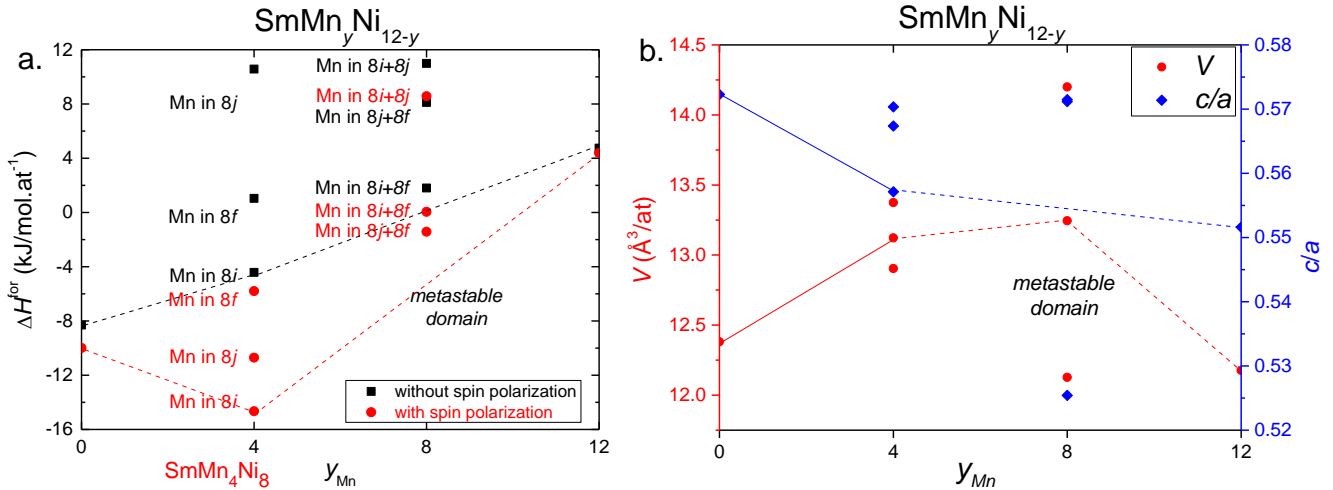 SmMnyNi12-y
a.
12
8
4
0
-4
-8
-12
-16
ΔH^for (kJ/mol.at^-1)
Mn in 8i+8j
Mn in 8i+8j
Mn in 8j
Mn in 8j+8f
Mn in 8i+8f
Mn in 8f
Mn in 8i+8f
Mn in 8j+8f
Mn in 8i
Mn in 8f
metastable
domain
Mn in 8j
Mn in 8i
without spin polarization
with spin polarization
0
4
8
12
SmMn4Ni8
yMn
SmMnyNi12-y
b.
14.5
14.0
13.5
13.0
12.5
12.0
V (Å³/at)
V
c/a
metastable
domain
0.58
0.57
0.56
0.55
0.54
0.53
0.52
c/a
0
4
8
12
yMn